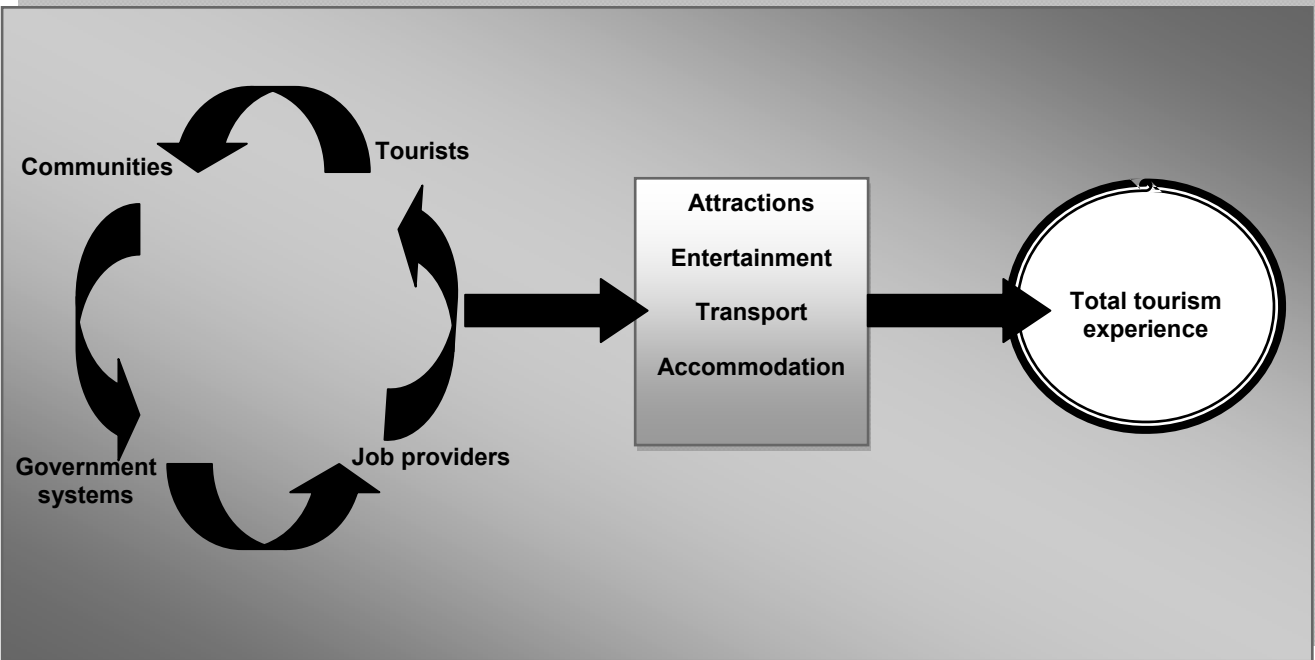 Communities
Tourists
Government
systems
Job providers
Attractions
Entertainment
Transport
Accommodation
Total tourism
experience